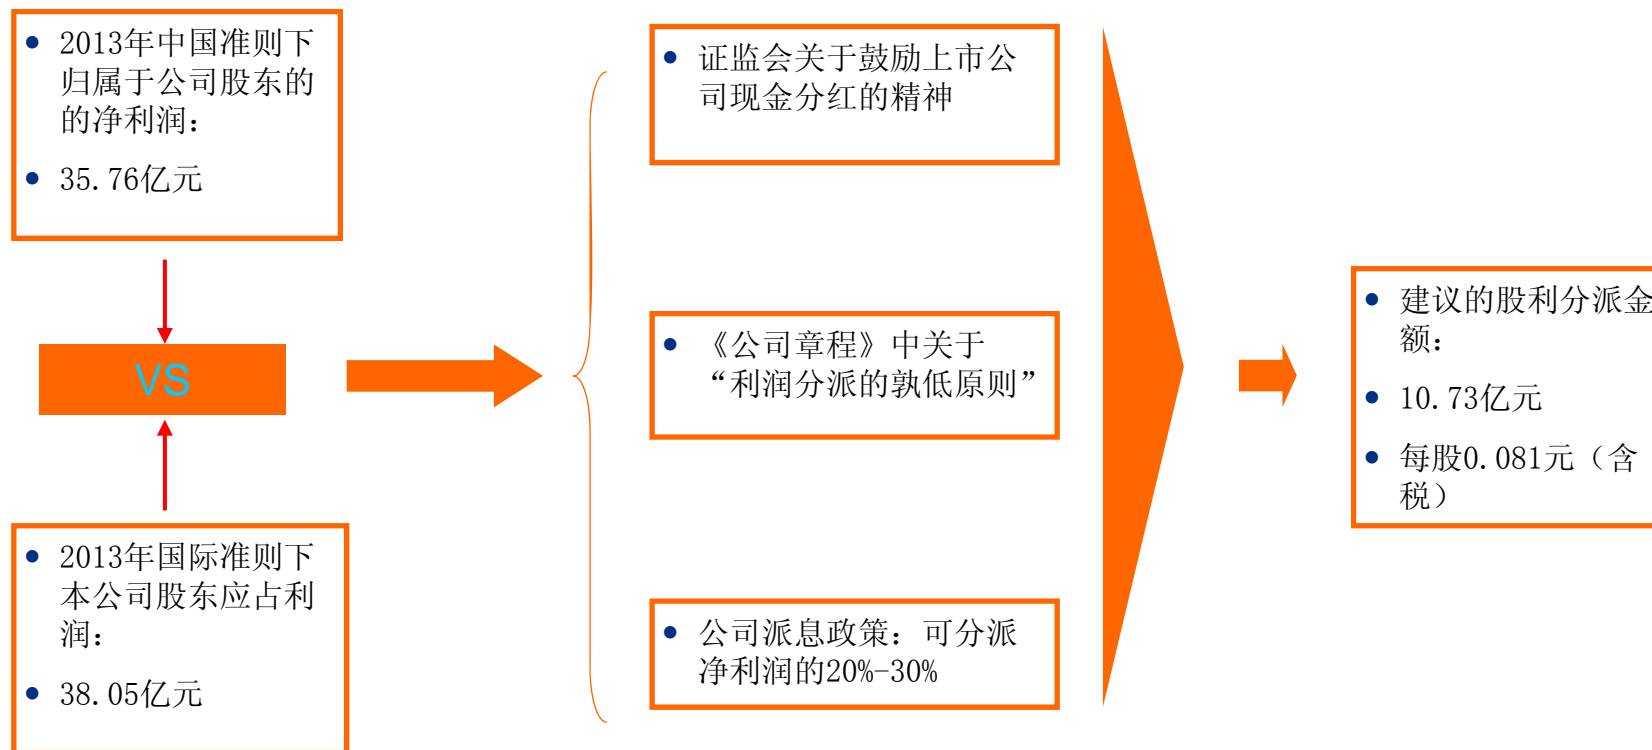 2013年中国准则下
归属于公司股东的
的净利润：
35.76亿元
VS
2013年国际准则下
本公司股东应占利
润：
38.05亿元
证监会关于鼓励上市公
司现金分红的精神
《公司章程》中关于
“利润分派的孰低原则”
公司派息政策：可分派
净利润的20%-30%
建议的股利分派金
额：
10.73亿元
每股0.081元（含
税）